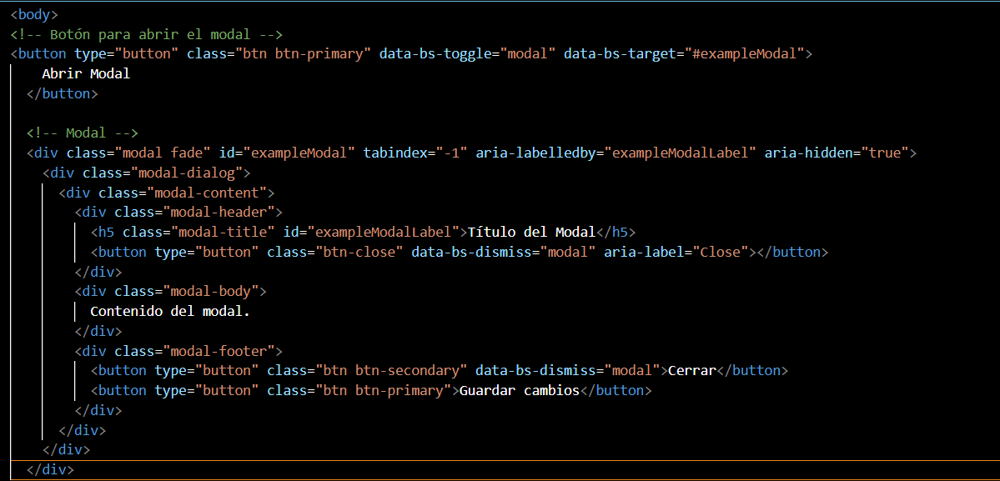 <body>
<!-- Botón para abrir el modal -->
<button type="button" class="btn btn-primary" data-bs-toggle="modal" data-bs-target="#exampleModal">
    Abrir Modal
  </button>

  <!-- Modal -->
  <div class="modal fade" id="exampleModal" tabindex="-1" aria-labelledby="exampleModalLabel" aria-hidden="true">
    <div class="modal-dialog">
      <div class="modal-content">
        <div class="modal-header">
          <h5 class="modal-title" id="exampleModalLabel">Título del Modal</h5>
          <button type="button" class="btn-close" data-bs-dismiss="modal" aria-label="Close"></button>
        </div>
        <div class="modal-body">
          Contenido del modal.
        </div>
        <div class="modal-footer">
          <button type="button" class="btn btn-secondary" data-bs-dismiss="modal">Cerrar</button>
          <button type="button" class="btn btn-primary">Guardar cambios</button>
        </div>
      </div>
    </div>
  </div>